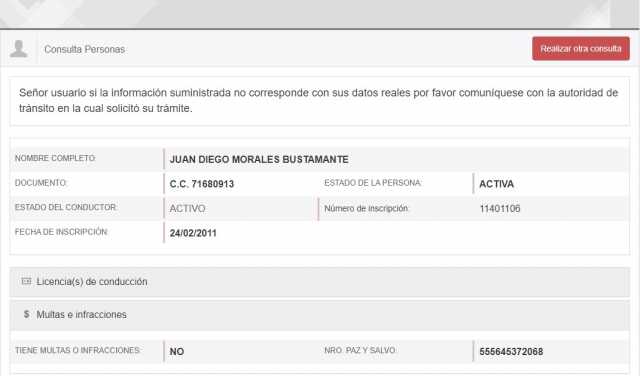 Consulta Personas
Realizar otra consulta
Señor usuario si la información suministrada no corresponde con sus datos reales por favor comuníquese con la autoridad de
tránsito en la cual solicitó su trámite.
NOMBRE COMPLETO: JUAN DIEGO MORALES BUSTAMANTE
DOCUMENTO: C.C. 71680913 ESTADO DE LA PERSONA: ACTIVA
ESTADO DEL CONDUCTOR: ACTIVO Número de inscripción: 11401106
FECHA DE INSCRIPCIÓN: 24/02/2011
Licencia(s) de conducción
$ Multas e infracciones
TIENE MULTAS O INFRACCIONES: NO NRO. PAZ Y SALVO: 555645372068